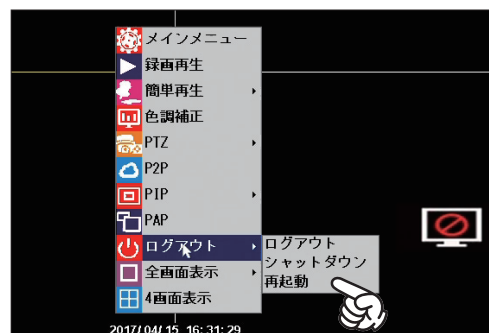 メインメニュー
録画再生
簡単再生
色調補正
PTZ
P2P
PIP
PAP
ログアウト
ログアウト
シャットダウン
再起動
全画面表示
4画面表示
2017/04/15 16:31:29